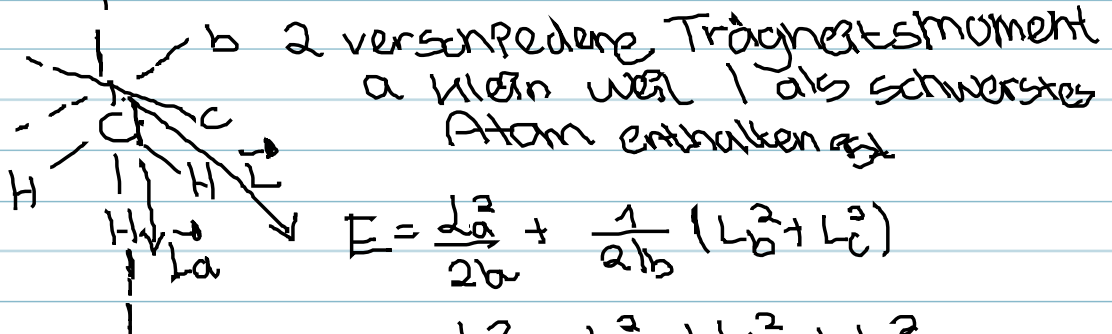 b 2 verschiedene Trägheitsmoment
a klein weil I als schwerstes
C Atom enthalten ist
H H L
H La
E = La²/2Ia + 1/2Ib (Lb² + Lc²)